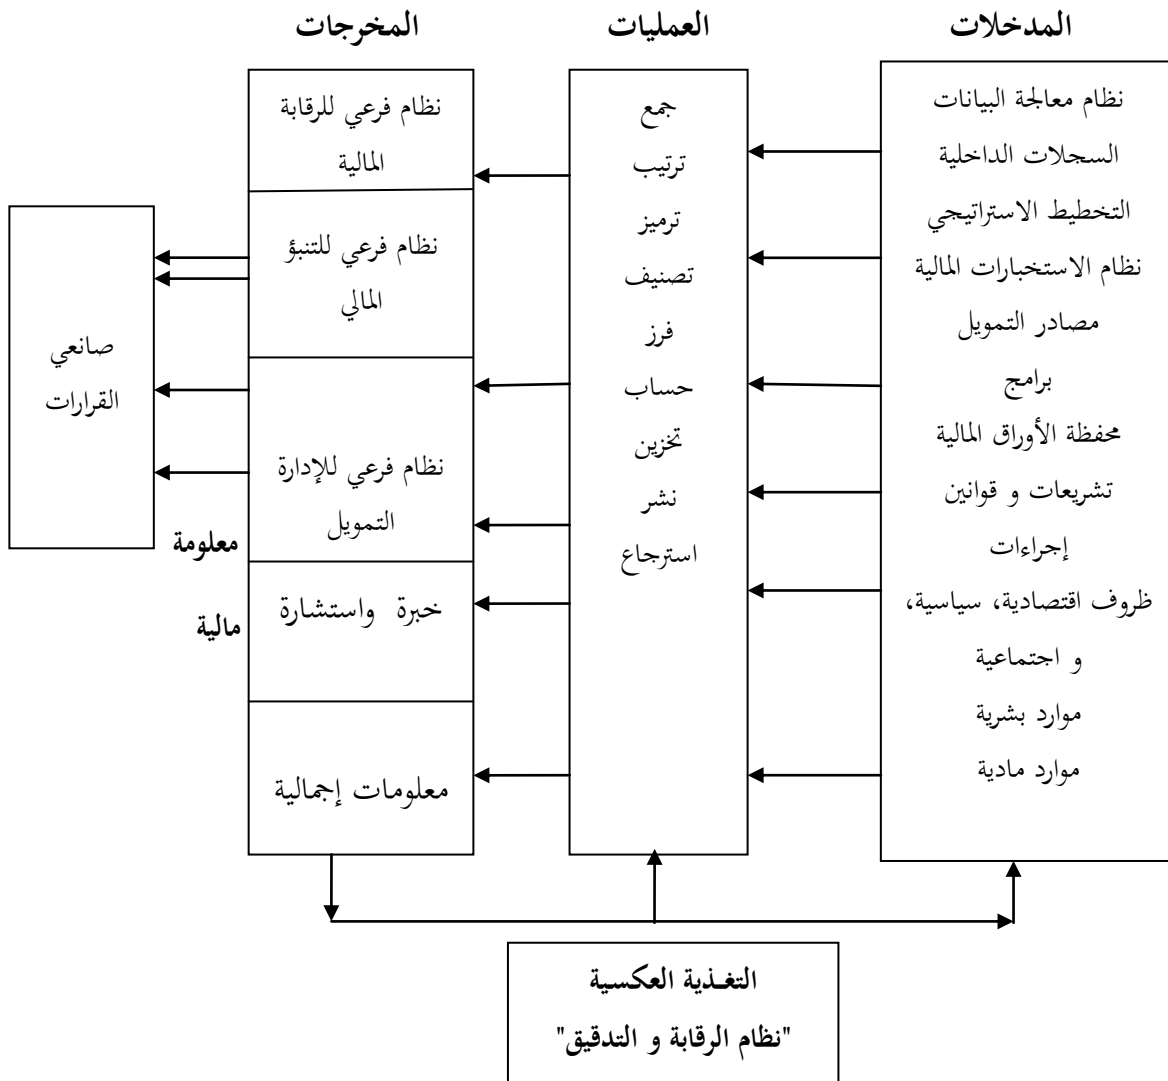 المدخلات
نظام معالجة البيانات
السجلات الداخلية
التخطيط الاستراتيجي
نظام الاستخبارات المالية
مصادر التمويل
برامج
محفظة الأوراق المالية
تشريعات و قوانين
إجراءات
ظروف اقتصادية، سياسية،
و اجتماعية
موارد بشرية
موارد مادية
العمليات
جمع
ترتيب
ترميز
تصنيف
فرز
حساب
تخزين
نشر
استرجاع
المخرجات
نظام فرعي للرقابة
المالية
نظام فرعي للتنبؤ
المالي
نظام فرعي للإدارة
التمويل
خبرة واستشارة
معلومات إجمالية
معلومة
مالية
صانعي
القرارات
التغذية العكسية
"نظام الرقابة و التدقيق"